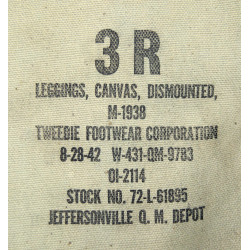 3 R
LEGGINGS, CANVAS, DISMOUNTED,
M-1938
TWEEDIE FOOTWEAR CORPORATION
8-28-42 W-431-QM-9783
OI-2114
STOCK NO. 72-L-61895
JEFFERSONVILLE Q. M. DEPOT